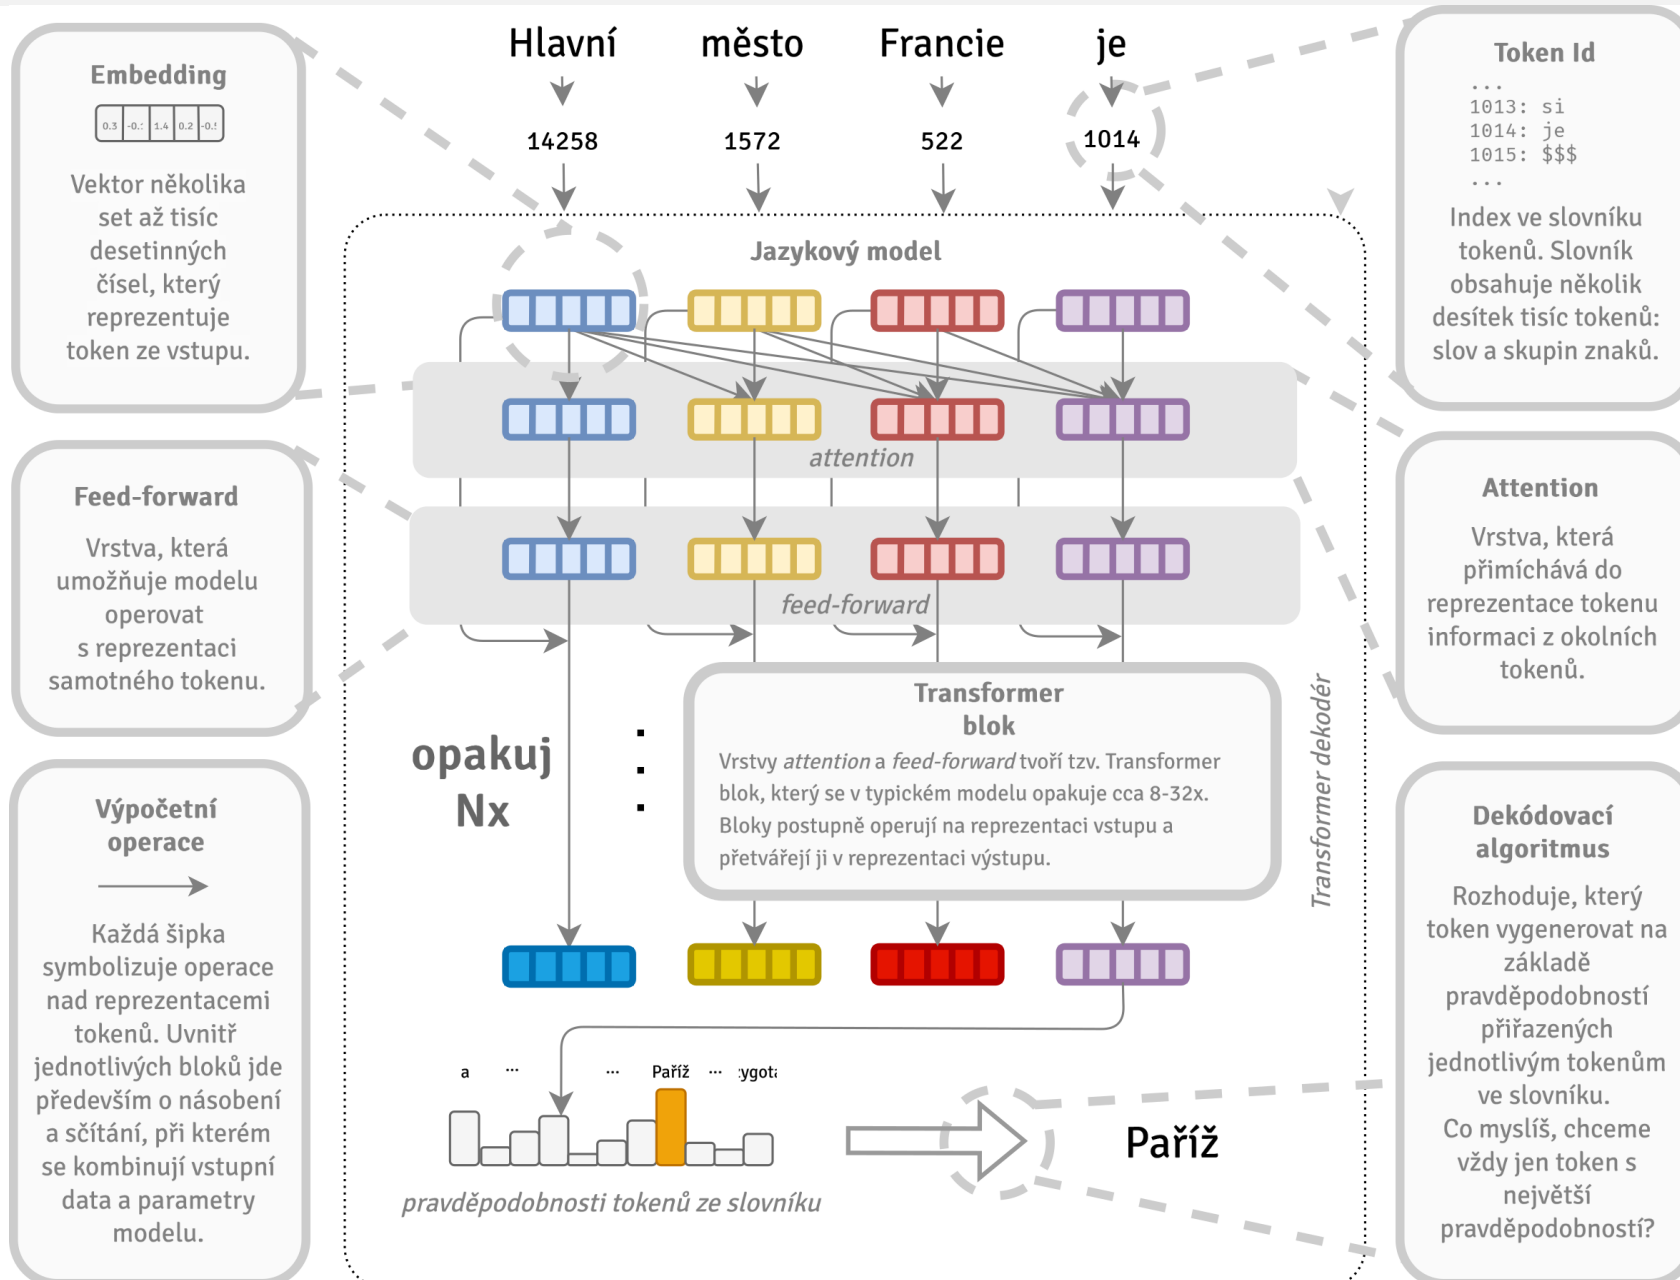 Hlavní město Francie je
14258 1572 522 1014
Embedding
0.3 -0.: 1.4 0.2 -0.!
Vektor několika
set až tisíc
desetinných
čísel, který
reprezentuje
token ze vstupu.
Token Id
...
1013: si
1014: je
1015: $$$
...
Index ve slovníku
tokenů. Slovník
obsahuje několik
desítek tisíc tokenů:
slov a skupin znaků.
Jazykový model
attention
feed-forward
Feed-forward
Vrstva, která
umožňuje modelu
operovat
s reprezentaci
samotného tokenu.
Attention
Vrstva, která
přimíchává do
reprezentace tokenu
informaci z okolních
tokenů.
opakuj
Nx
Transformer
blok
Vrstvy attention a feed-forward tvoří tzv. Transformer
blok, který se v typickém modelu opakuje cca 8-32x.
Bloky postupně operují na reprezentaci vstupu a
přetvářejí ji v reprezentaci výstupu.
Transformer dekodér
Výpočetní
operace
Každá šipka
symbolizuje operace
nad reprezentacemi
tokenů. Uvnitř
jednotlivých bloků jde
především o násobení
a sčítání, při kterém
se kombinují vstupní
data a parametry
modelu.
a ... ... Paříž ... zygota
pravděpodobnosti tokenů ze slovníku
Paříž
Dekódovací
algoritmus
Rozhoduje, který
token vygenerovat na
základě
pravděpodobností
přiřazených
jednotlivým tokenům
ve slovníku.
Co myslíš, chceme
vždy jen token s
největší
pravděpodobností?